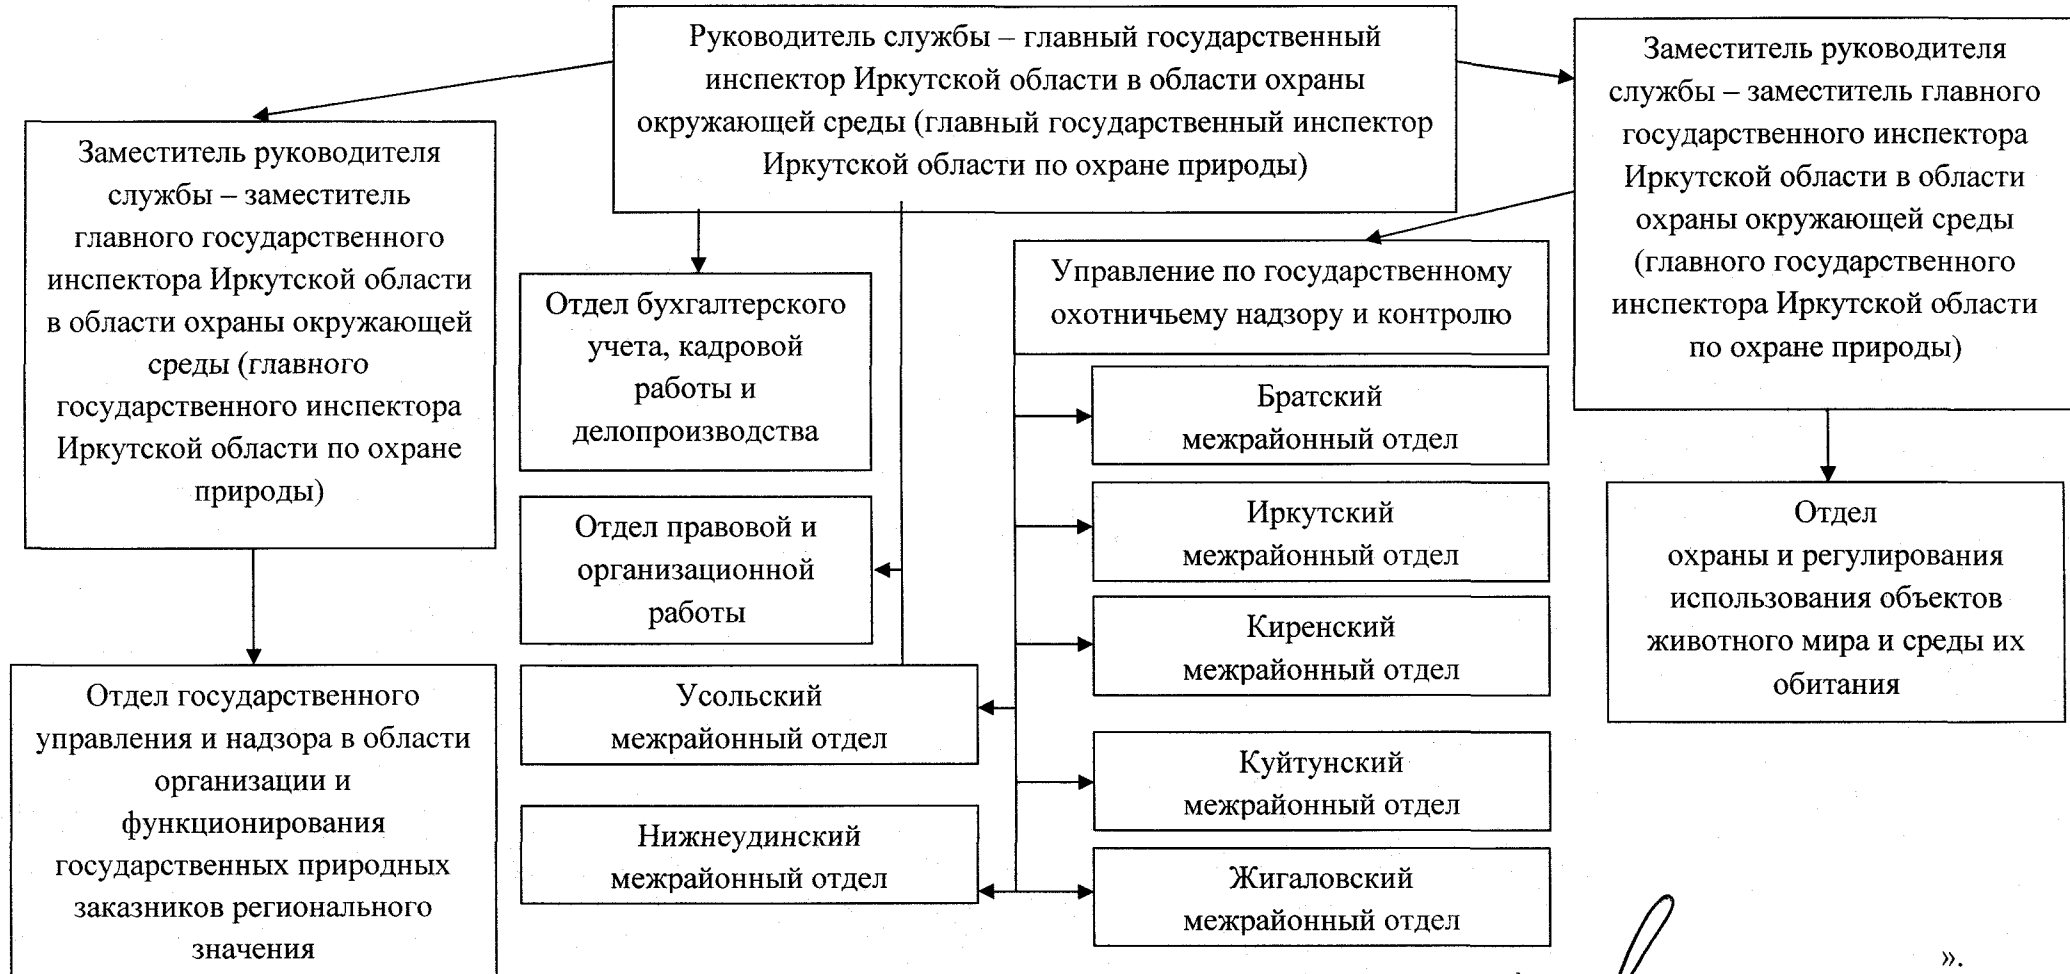 Руководитель службы – главный государственный
инспектор Иркутской области в области охраны
окружающей среды (главный государственный инспектор
Иркутской области по охране природы)
Заместитель руководителя
службы – заместитель
главного государственного
инспектора Иркутской области
в области охраны окружающей
среды (главного
государственного инспектора
Иркутской области по охране
природы)
Заместитель руководителя
службы – заместитель главного
государственного инспектора
Иркутской области в области
охраны окружающей среды
(главного государственного
инспектора Иркутской области
по охране природы)
Отдел бухгалтерского
учета, кадровой
работы и
делопроизводства
Отдел правовой и
организационной
работы
Управление по государственному
охотничьему надзору и контролю
Братский
межрайонный отдел
Иркутский
межрайонный отдел
Киренский
межрайонный отдел
Усольский
межрайонный отдел
Куйтунский
межрайонный отдел
Нижнеудинский
межрайонный отдел
Жигаловский
межрайонный отдел
Отдел
охраны и регулирования
использования объектов
животного мира и среды их
обитания
Отдел государственного
управления и надзора в области
организации и
функционирования
государственных природных
заказников регионального
значения
».